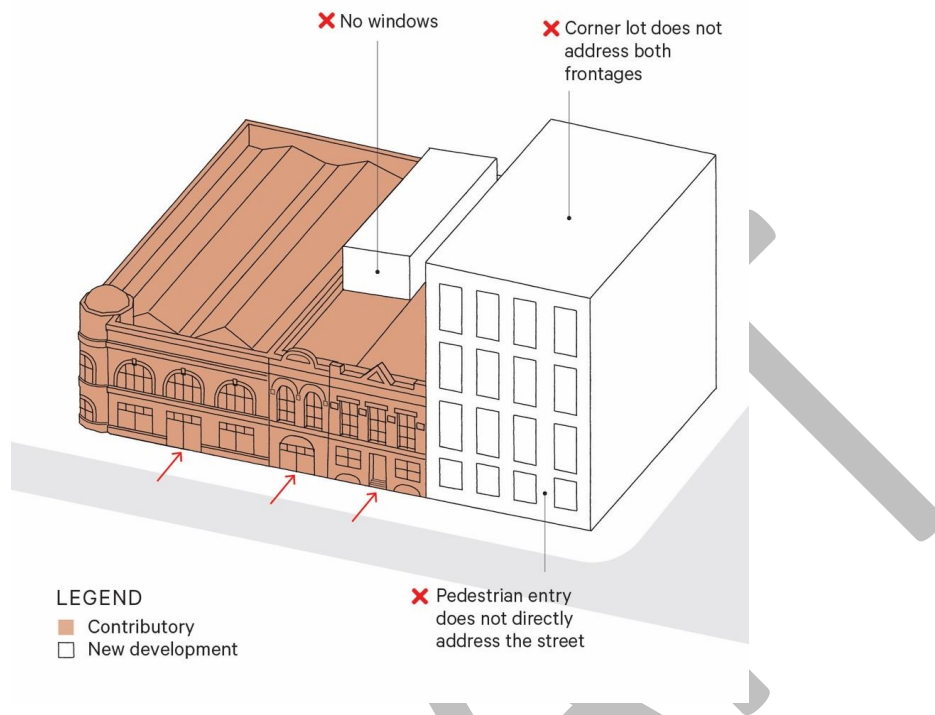 No windows
Corner lot does not
address both
frontages
Pedestrian entry
does not directly
address the street
LEGEND
Contributory
New development